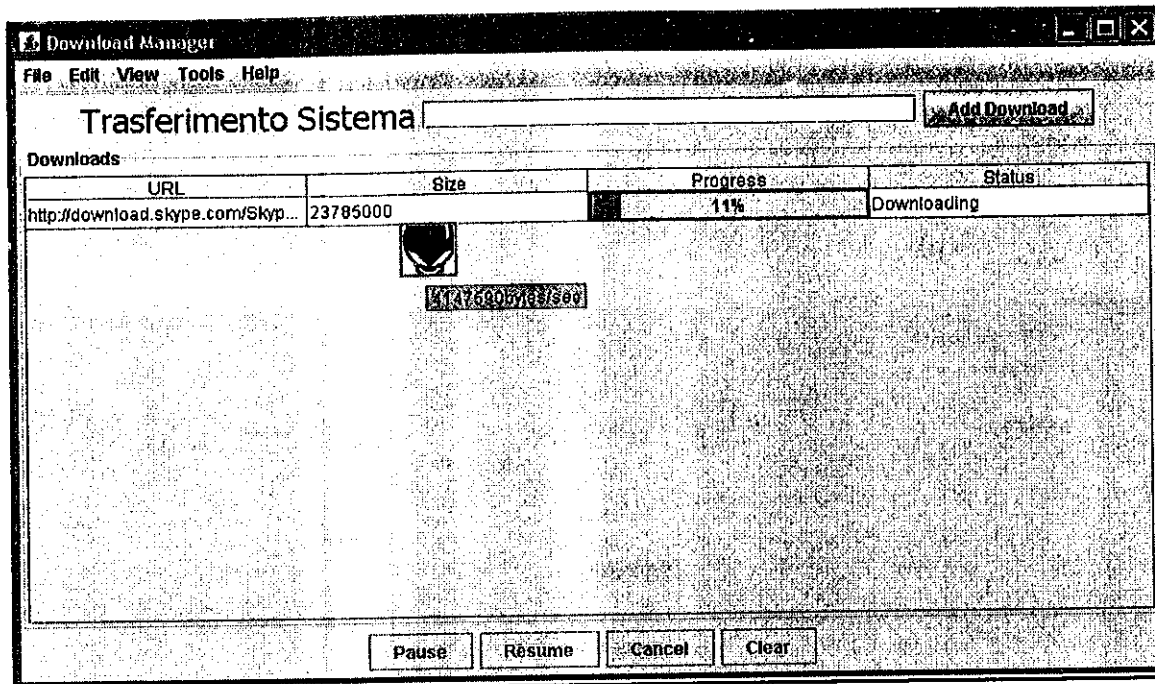 Download Manager
File Edit View Tools Help
Trasferimento Sistema
Add Download
Downloads
URL Size Progress Status
http://download.skype.com/Skyp... 23785000 11% Downloading
Pause Resume Cancel Clear